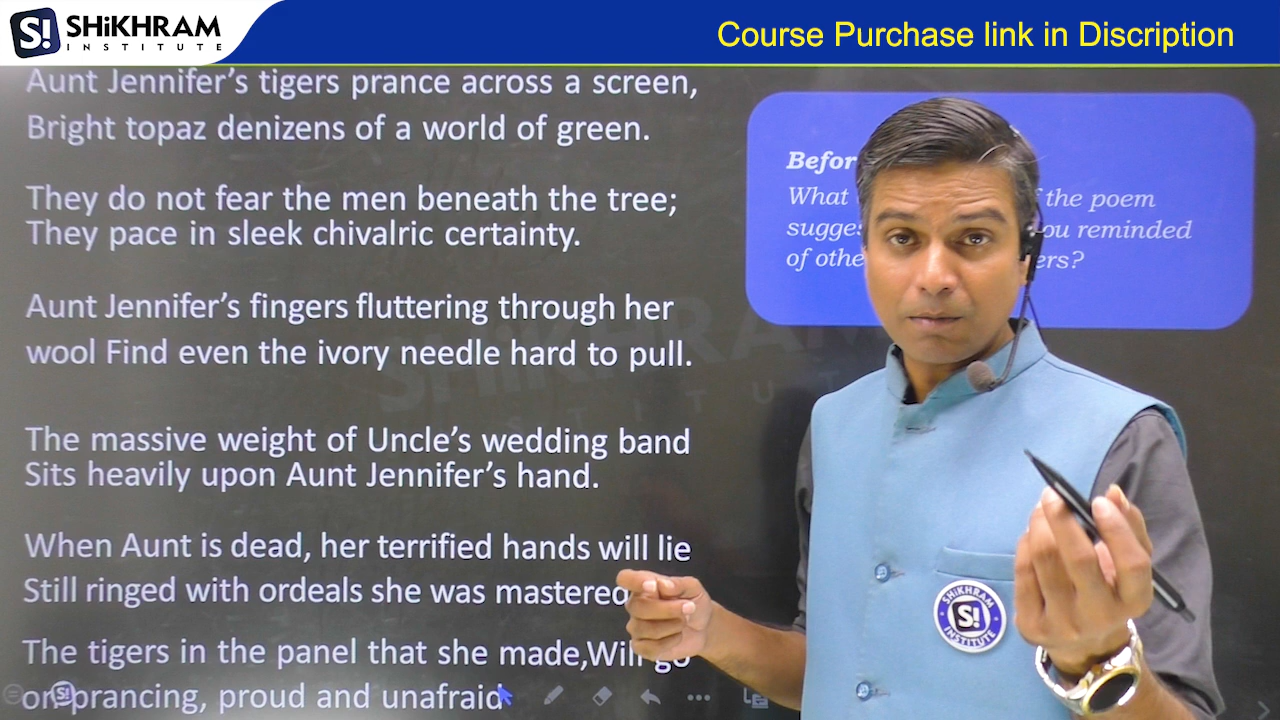 S!
SHiKHRAM
INSTITUTE
Course Purchase link in Discription
Aunt Jennifer’s tigers prance across a screen,
Bright topaz denizens of a world of green.
They do not fear the men beneath the tree;
They pace in sleek chivalric certainty.
Aunt Jennifer’s fingers fluttering through her
wool Find even the ivory needle hard to pull.
The massive weight of Uncle’s wedding band
Sits heavily upon Aunt Jennifer’s hand.
When Aunt is dead, her terrified hands will lie
Still ringed with ordeals she was mastered
The tigers in the panel that she made,Will go
on prancing, proud and unafraid
Befor
What f the poem
sugges ou reminded
of othe ers?
SHiKHRAM
S!
INSTITUTE